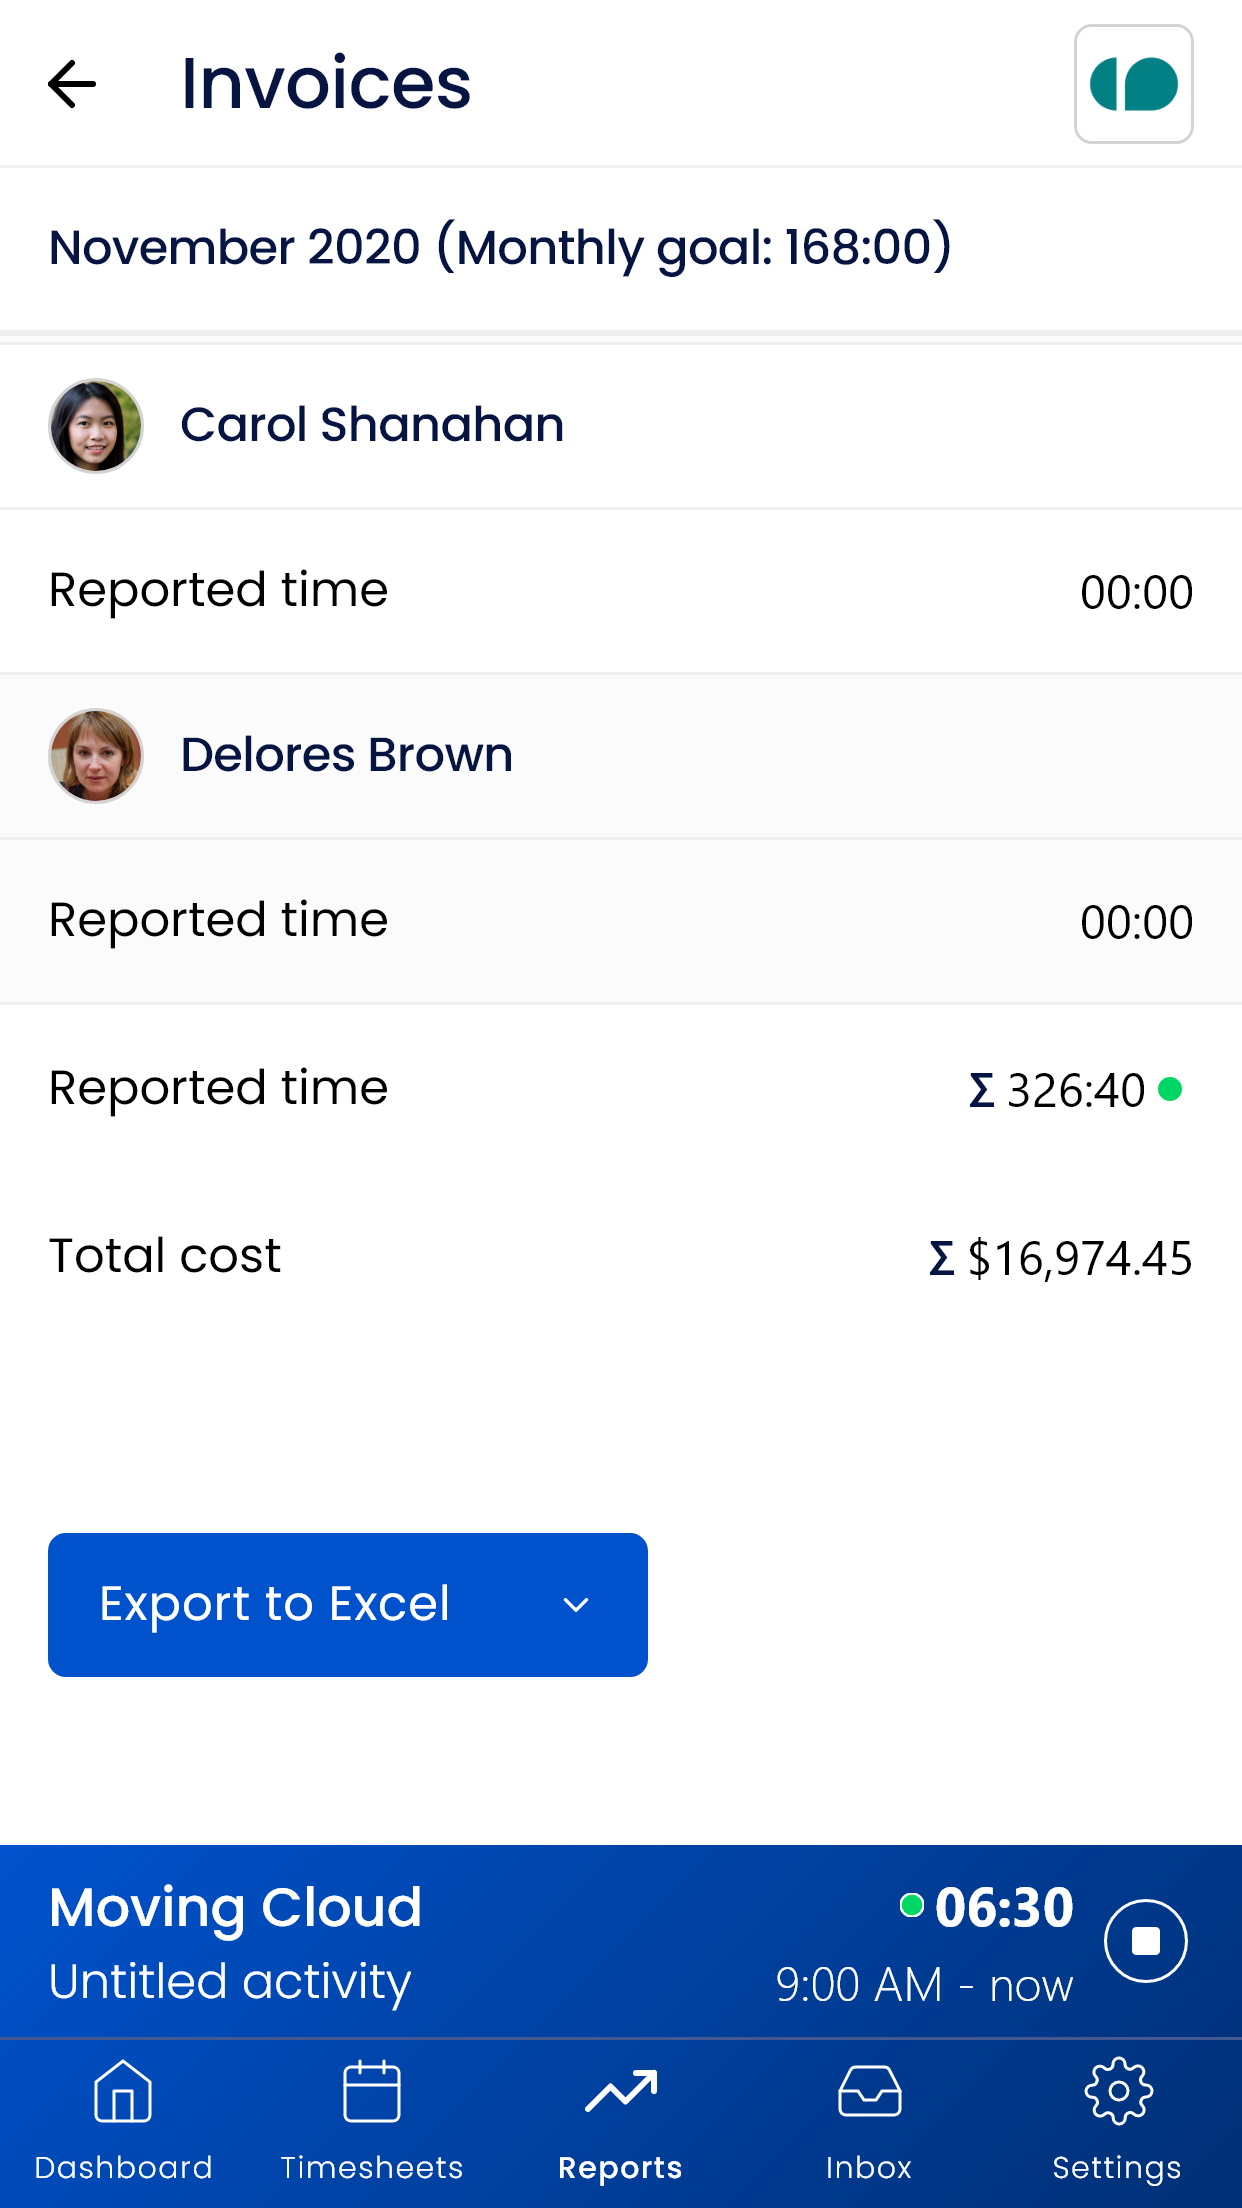 Invoices
November 2020 (Monthly goal: 168:00)
Carol Shanahan
Reported time 00:00
Delores Brown
Reported time 00:00
Reported time Σ 326:40
Total cost Σ $16,974.45
Export to Excel
Moving Cloud 06:30
Untitled activity 9:00 AM - now
Dashboard Timesheets Reports Inbox Settings